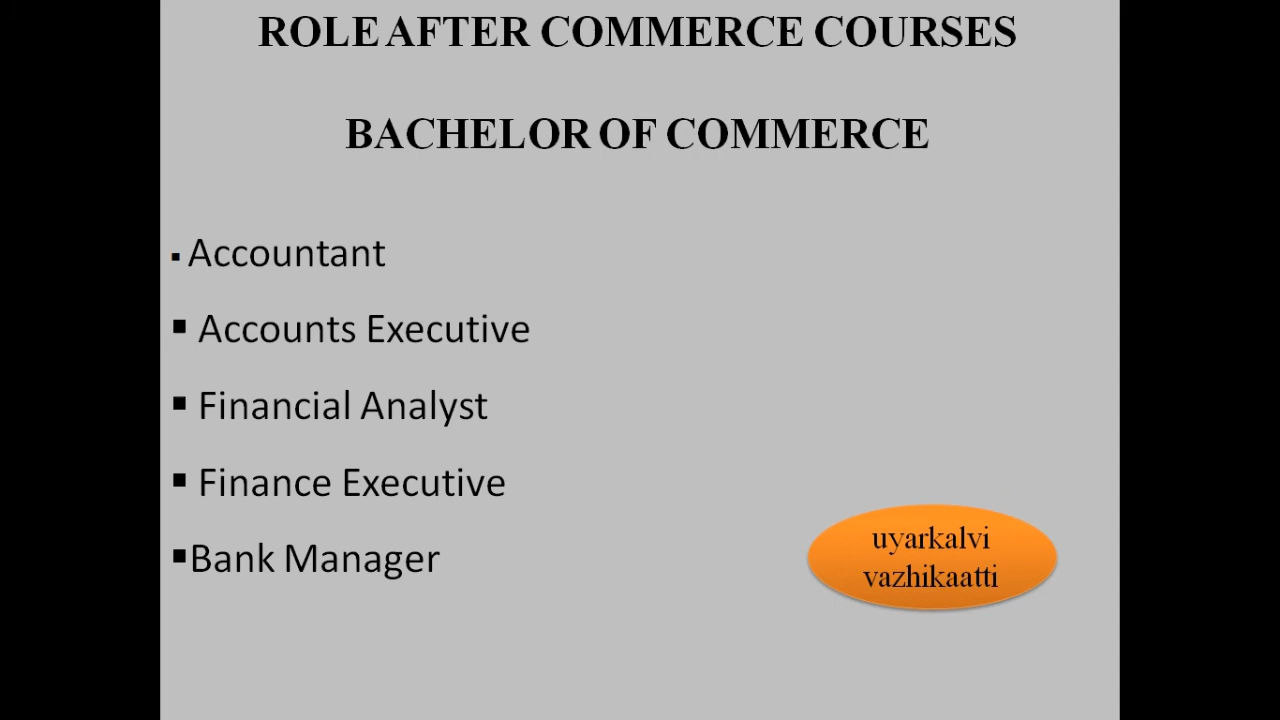 ROLE AFTER COMMERCE COURSES
BACHELOR OF COMMERCE
▪ Accountant
▪ Accounts Executive
▪ Financial Analyst
▪ Finance Executive
▪Bank Manager
uyarkalvi
vazhikaatti